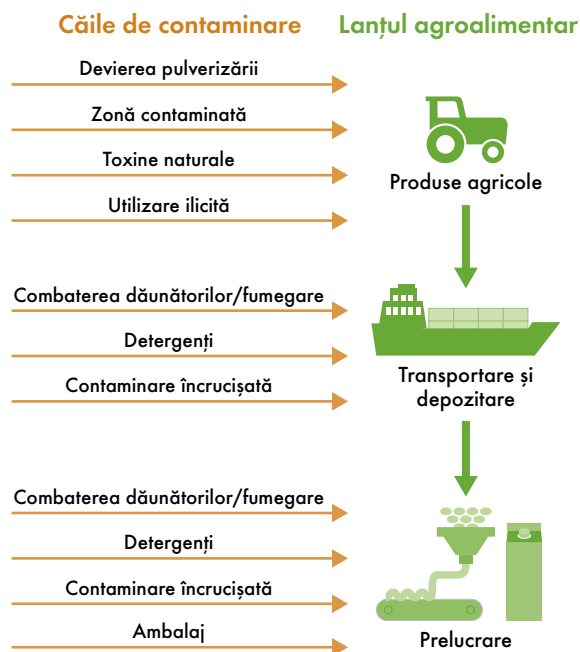 Căile de contaminare
Lanțul agroalimentar
Devierea pulverizării
Zonă contaminată
Toxine naturale
Utilizare ilicită
Produse agricole
Combaterea dăunătorilor/fumegare
Detergenți
Contaminare încrucișată
Transportare și
depozitare
Combaterea dăunătorilor/fumegare
Detergenți
Contaminare încrucișată
Ambalaj
Prelucrare